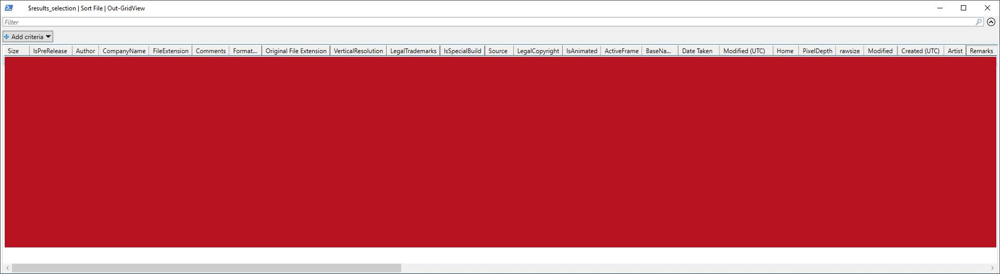 $results_selection | Sort File | Out-GridView
Filter
Add criteria
Size IsPreRelease Author CompanyName FileExtension Comments Format... Original File Extension VerticalResolution LegalTrademarks IsSpecialBuild Source LegalCopyright IsAnimated ActiveFrame BaseNa... Date Taken Modified (UTC) Home PixelDepth rawsize Modified Created (UTC) Artist Remarks